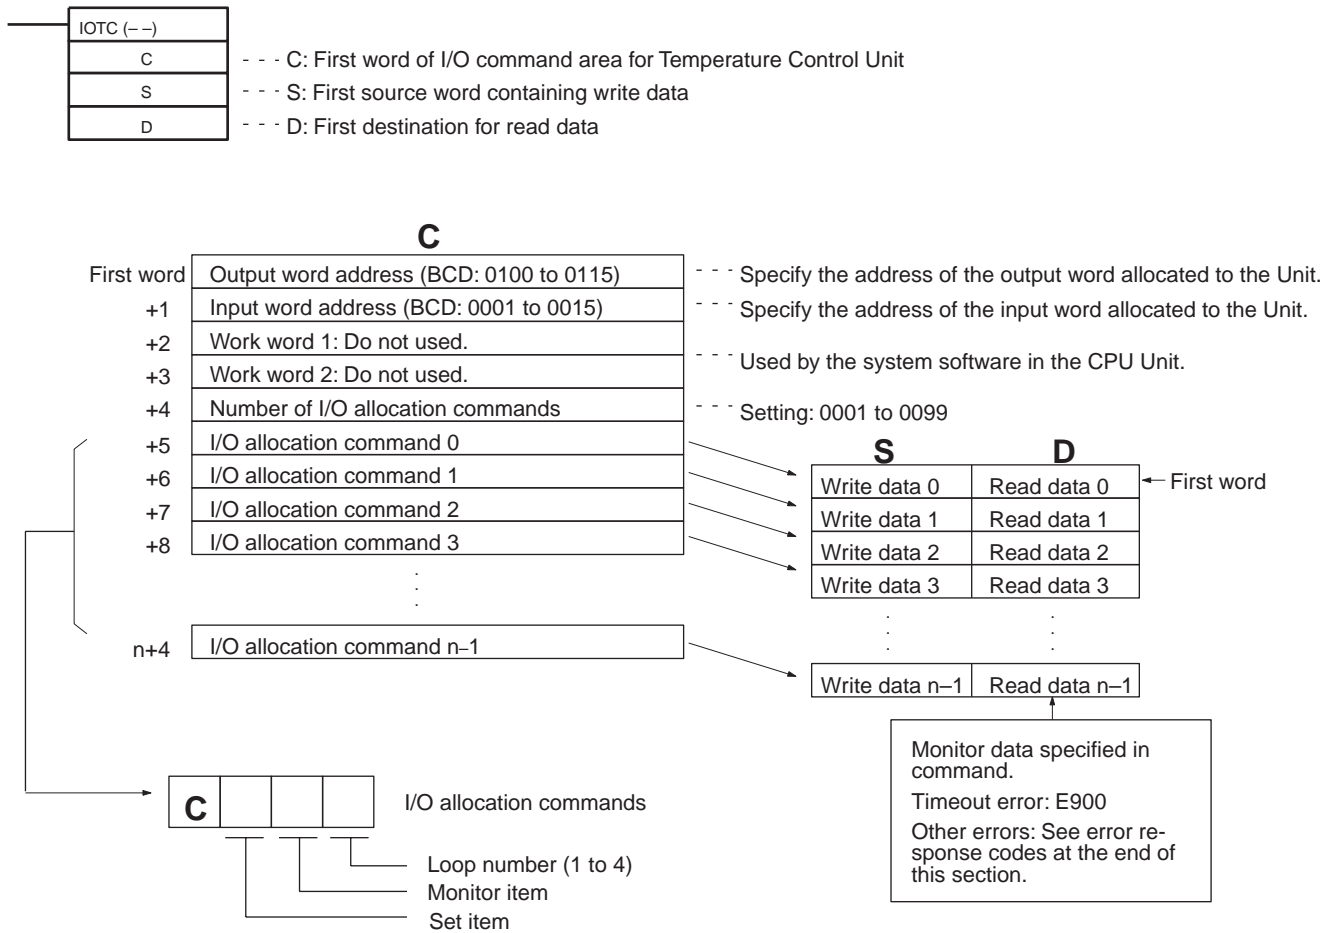 IOTC (– –)
C
- - - C: First word of I/O command area for Temperature Control Unit
S
- - - S: First source word containing write data
D
- - - D: First destination for read data
C
First word Output word address (BCD: 0100 to 0115) - - - Specify the address of the output word allocated to the Unit.
+1 Input word address (BCD: 0001 to 0015) - - - Specify the address of the input word allocated to the Unit.
+2 Work word 1: Do not used.
- - - Used by the system software in the CPU Unit.
+3 Work word 2: Do not used.
+4 Number of I/O allocation commands - - - Setting: 0001 to 0099
+5 I/O allocation command 0
S D
+6 I/O allocation command 1
Write data 0 Read data 0 First word
+7 I/O allocation command 2
Write data 1 Read data 1
+8 I/O allocation command 3
Write data 2 Read data 2
Write data 3 Read data 3
n+4 I/O allocation command n–1
Write data n–1 Read data n–1
Monitor data specified in
command.
Timeout error: E900
Other errors: See error re-
sponse codes at the end of
this section.
C I/O allocation commands
Loop number (1 to 4)
Monitor item
Set item